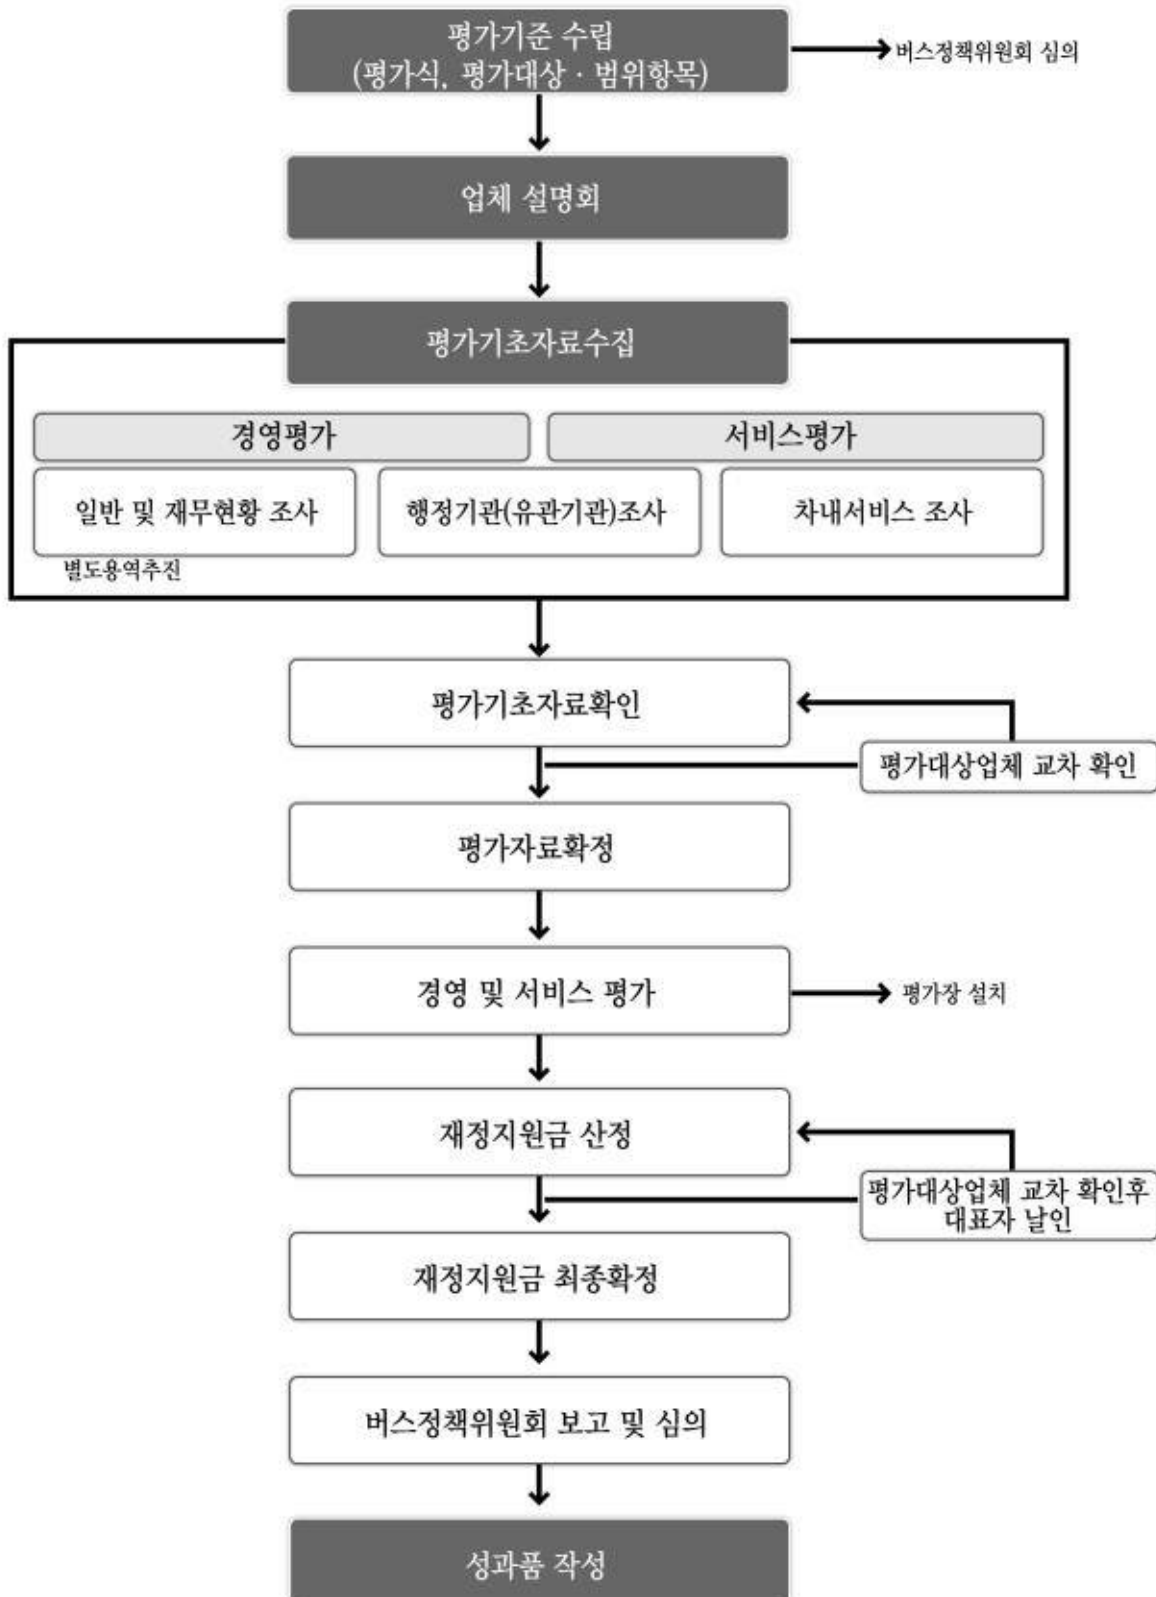 평가기준 수립
(평가식, 평가대상 · 범위항목)
버스정책위원회 심의
업체 설명회
평가기초자료수집
경영평가
서비스평가
일반 및 재무현황 조사
행정기관(유관기관)조사
차내서비스 조사
별도용역추진
평가기초자료확인
평가대상업체 교차 확인
평가자료확정
경영 및 서비스 평가
평가장 설치
재정지원금 산정
평가대상업체 교차 확인후
대표자 날인
재정지원금 최종확정
버스정책위원회 보고 및 심의
성과품 작성